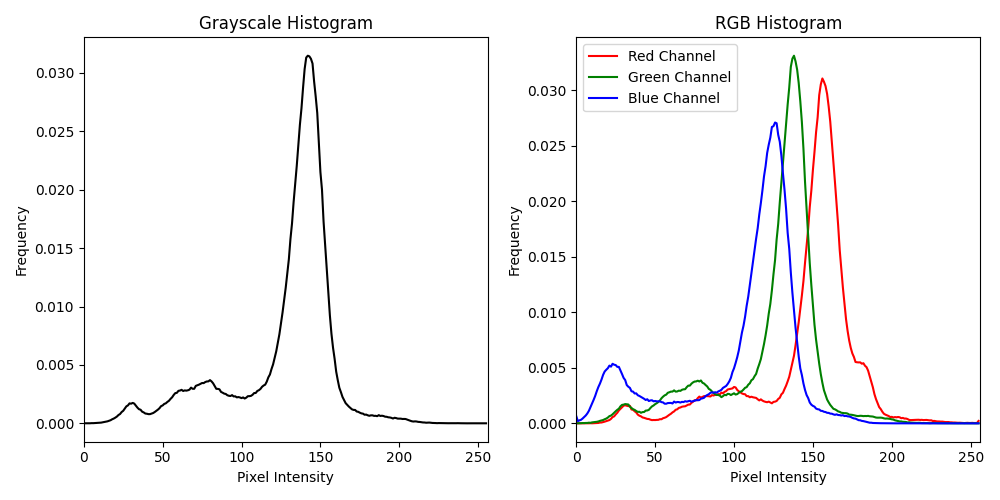 Grayscale Histogram
0.030
0.025
0.020
0.015
0.010
0.005
0.000
Frequency
0 50 100 150 200 250
Pixel Intensity
RGB Histogram
Red Channel
Green Channel
Blue Channel
0.030
0.025
0.020
0.015
0.010
0.005
0.000
Frequency
0 50 100 150 200 250
Pixel Intensity